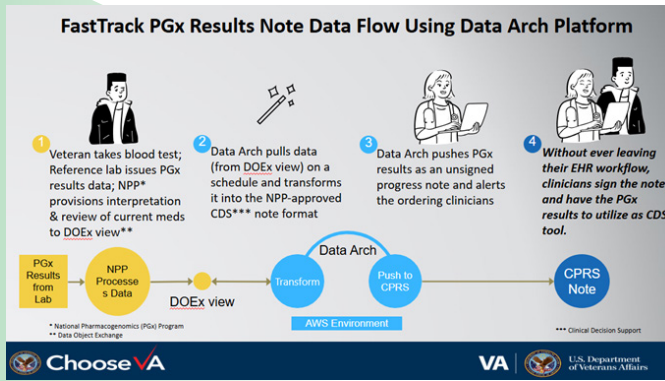 FastTrack PGx Results Note Data Flow Using Data Arch Platform
1
Veteran takes blood test;
Reference lab issues PGx
results data; NPP*
provisions interpretation
& review of current meds
to DOEx view**
2
Data Arch pulls data
(from DOEx view) on a
schedule and transforms
it into the NPP-approved
CDS*** note format
3
Data Arch pushes PGx
results as an unsigned
progress note and alerts
the ordering clinicians
4
Without ever leaving
their EHR workflow,
clinicians sign the note
and have the PGx
results to utilize as CDS
tool.
PGx
Results
from
Lab
NPP
Processe
s Data
DOEx view
Transform
Data Arch
Push to
CPRS
AWS Environment
CPRS
Note
* National Pharmacogenomics (PGx) Program
** Data Object Exchange
*** Clinical Decision Support
Choose VA
VA
U.S. Department
of Veterans Affairs